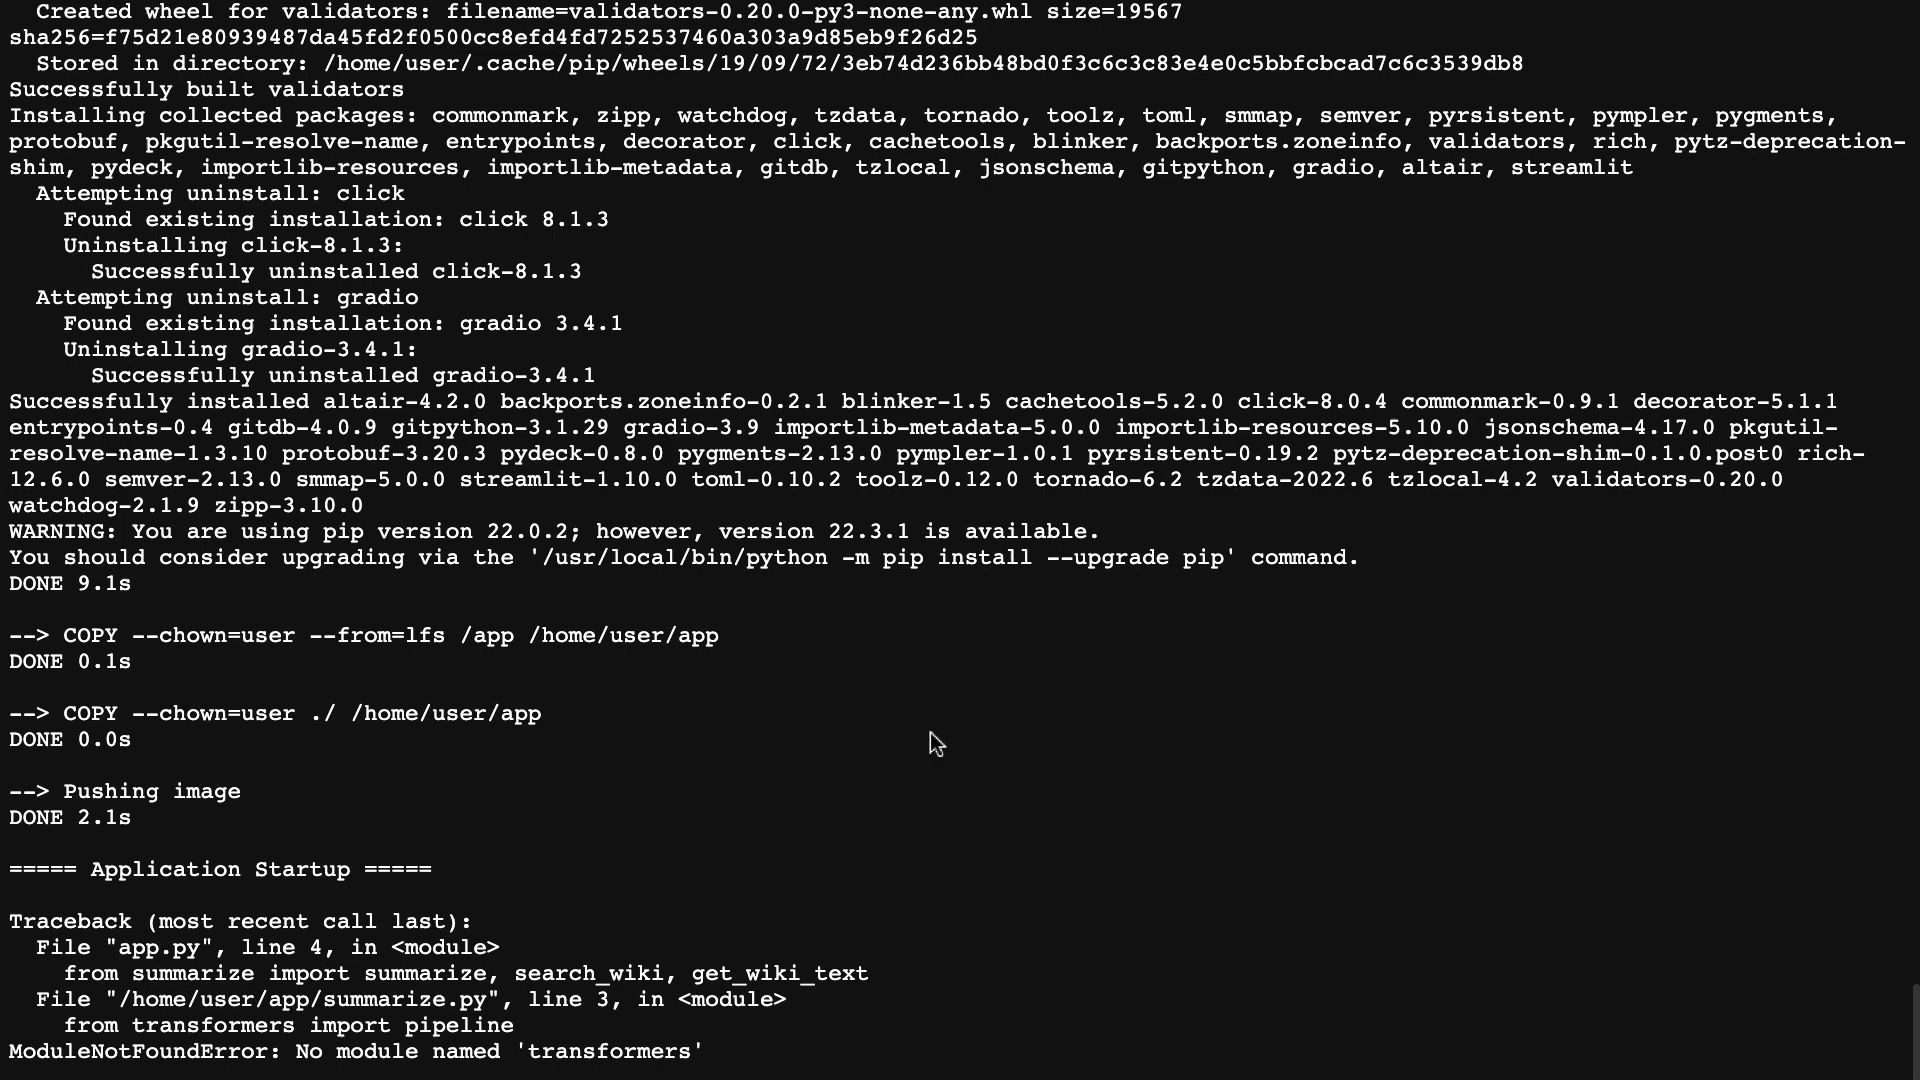 Created wheel for validators: filename=validators-0.20.0-py3-none-any.whl size=19567
sha256=f75d21e80939487da45fd2f0500cc8efd4fd7252537460a303a9d85eb9f26d25
Stored in directory: /home/user/.cache/pip/wheels/19/09/72/3eb74d236bb48bd0f3c6c3c83e4e0c5bbfcbcad7c6c3539db8
Successfully built validators
Installing collected packages: commonmark, zipp, watchdog, tzdata, tornado, toolz, toml, smmap, semver, pyrsistent, pympler, pygments,
protobuf, pkgutil-resolve-name, entrypoints, decorator, click, cachetools, blinker, backports.zoneinfo, validators, rich, pytz-deprecation-
shim, pydeck, importlib-resources, importlib-metadata, gitdb, tzlocal, jsonschema, gitpython, gradio, altair, streamlit
Attempting uninstall: click
Found existing installation: click 8.1.3
Uninstalling click-8.1.3:
Successfully uninstalled click-8.1.3
Attempting uninstall: gradio
Found existing installation: gradio 3.4.1
Uninstalling gradio-3.4.1:
Successfully uninstalled gradio-3.4.1
Successfully installed altair-4.2.0 backports.zoneinfo-0.2.1 blinker-1.5 cachetools-5.2.0 click-8.0.4 commonmark-0.9.1 decorator-5.1.1
entrypoints-0.4 gitdb-4.0.9 gitpython-3.1.29 gradio-3.9 importlib-metadata-5.0.0 importlib-resources-5.10.0 jsonschema-4.17.0 pkgutil-
resolve-name-1.3.10 protobuf-3.20.3 pydeck-0.8.0 pygments-2.13.0 pympler-1.0.1 pyrsistent-0.19.2 pytz-deprecation-shim-0.1.0.post0 rich-
12.6.0 semver-2.13.0 smmap-5.0.0 streamlit-1.10.0 toml-0.10.2 toolz-0.12.0 tornado-6.2 tzdata-2022.6 tzlocal-4.2 validators-0.20.0
watchdog-2.1.9 zipp-3.10.0
WARNING: You are using pip version 22.0.2; however, version 22.3.1 is available.
You should consider upgrading via the '/usr/local/bin/python -m pip install --upgrade pip' command.
DONE 9.1s
--> COPY --chown=user --from=lfs /app /home/user/app
DONE 0.1s
--> COPY --chown=user ./ /home/user/app
DONE 0.0s
--> Pushing image
DONE 2.1s
===== Application Startup =====
Traceback (most recent call last):
File "app.py", line 4, in <module>
from summarize import summarize, search_wiki, get_wiki_text
File "/home/user/app/summarize.py", line 3, in <module>
from transformers import pipeline
ModuleNotFoundError: No module named 'transformers'